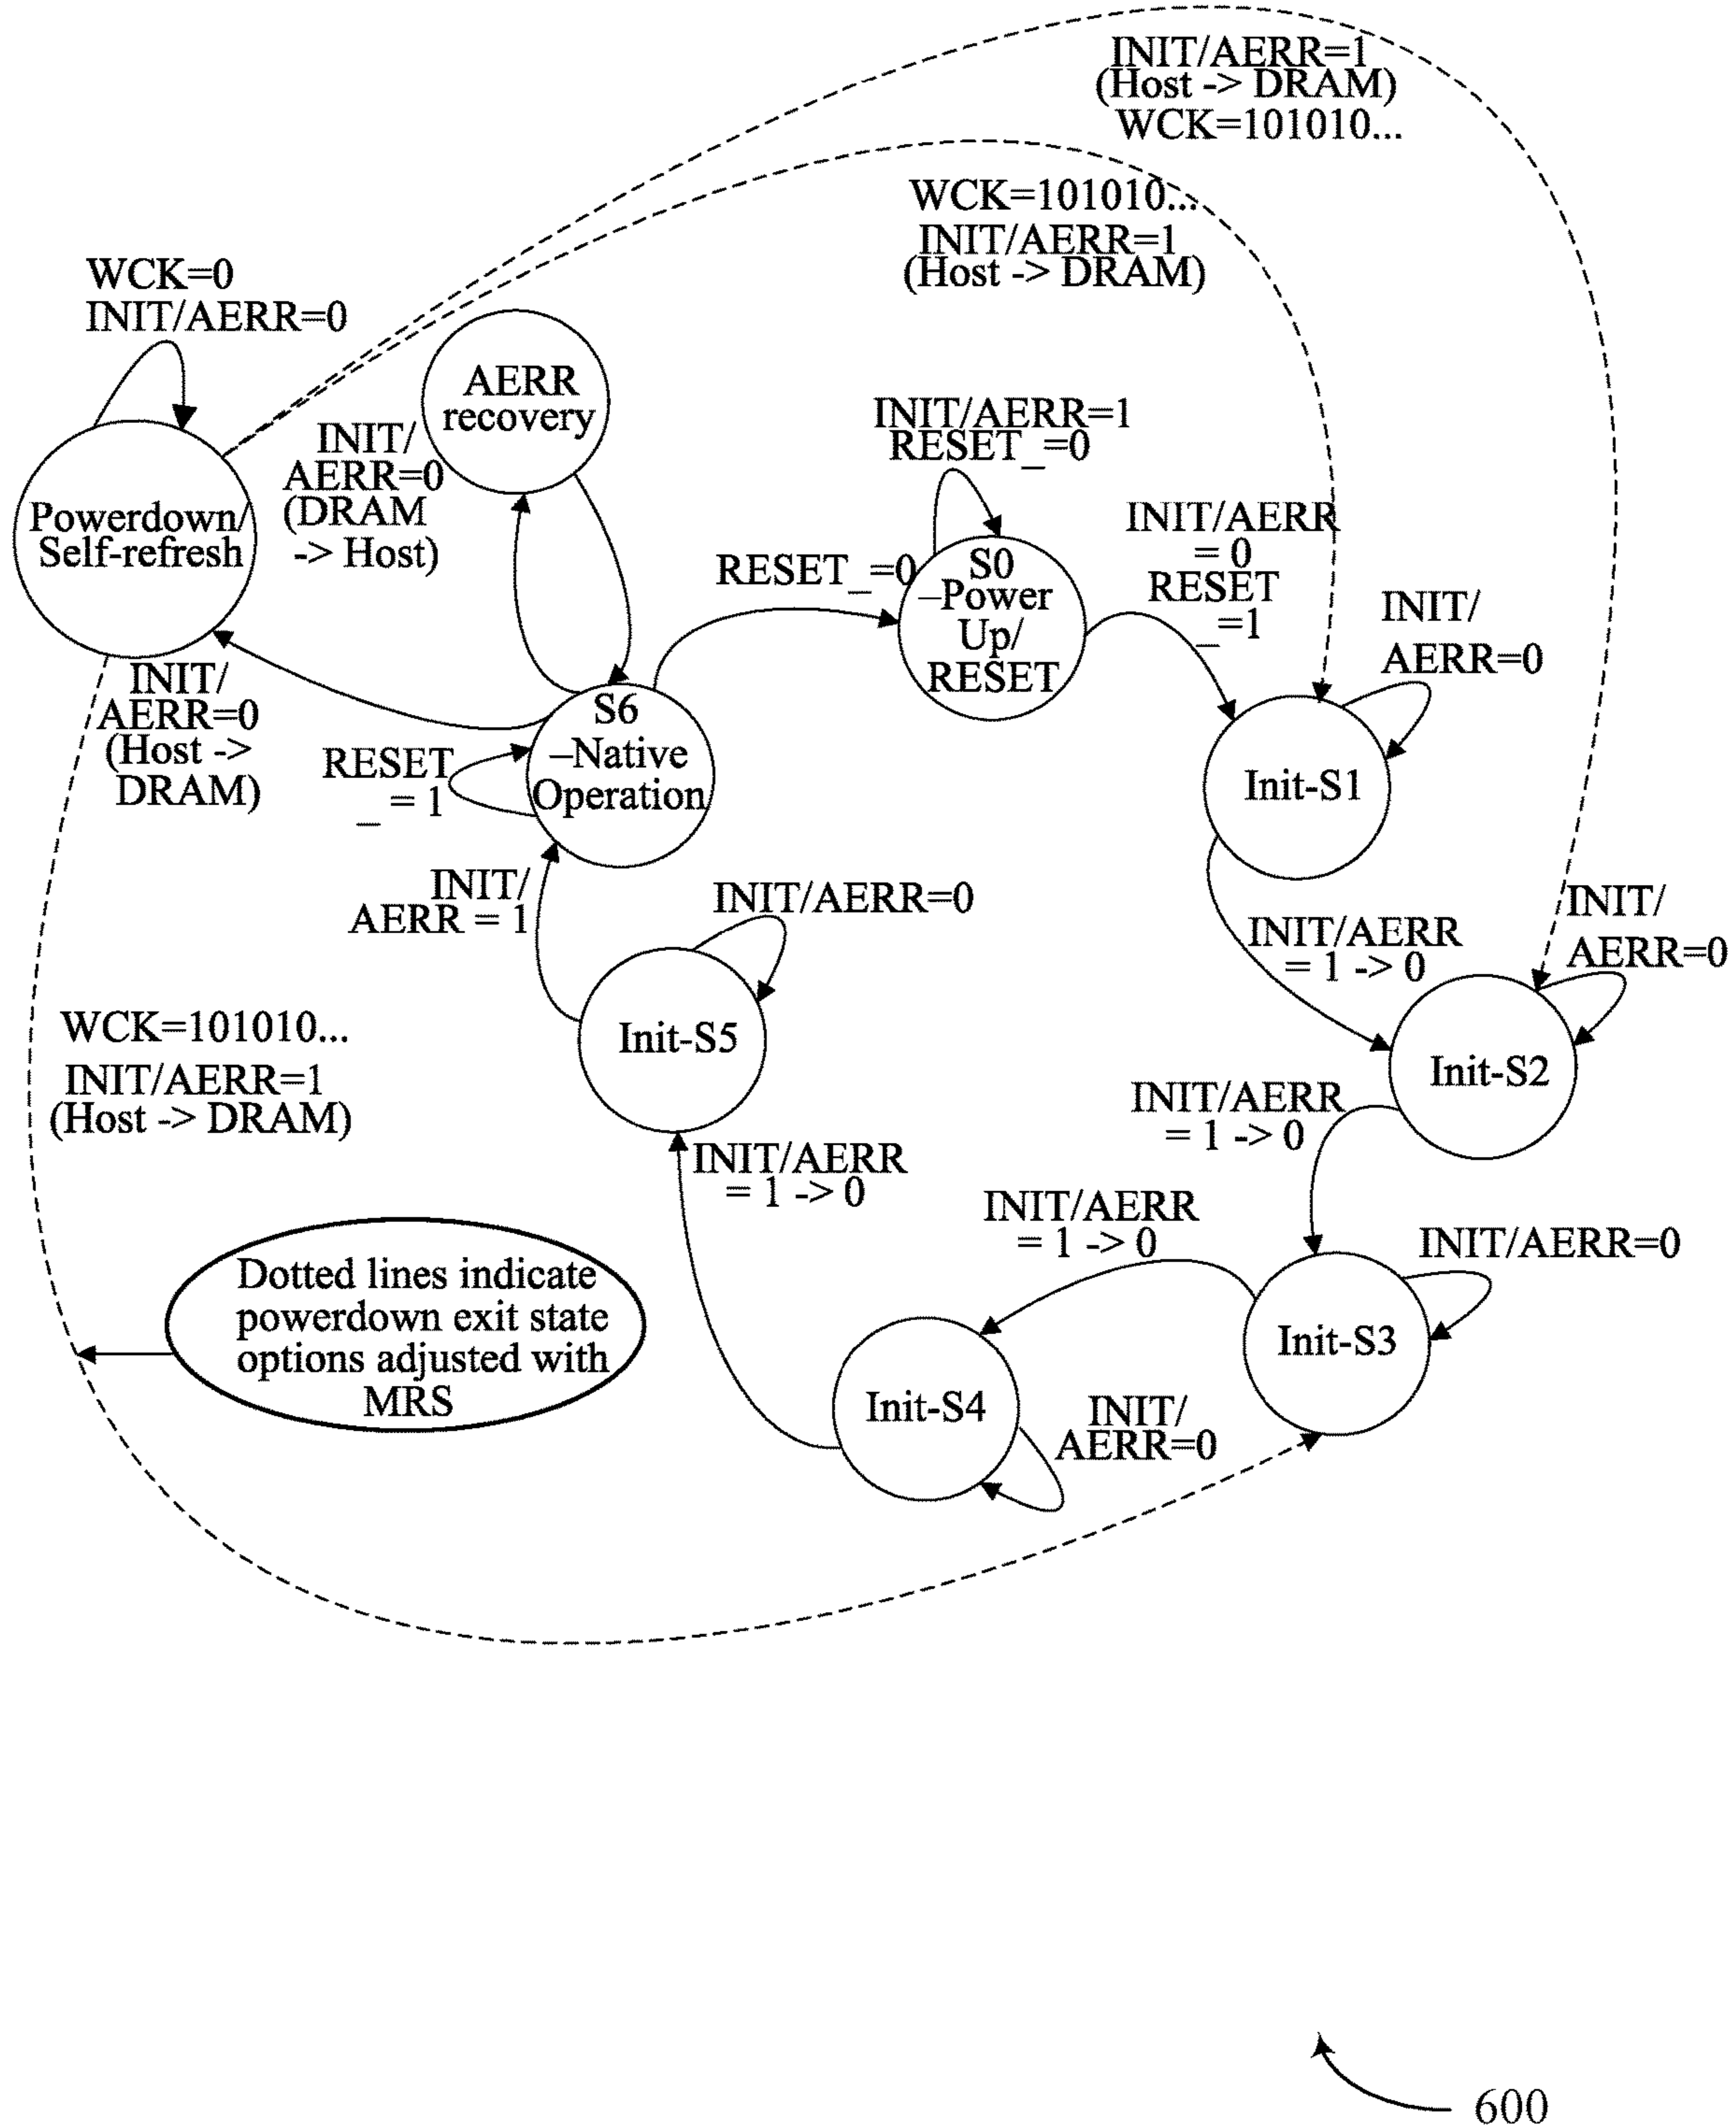 INIT/AERR=1
(Host -> DRAM)
WCK=101010...
WCK=101010...
INIT/AERR=1
(Host -> DRAM)
WCK=0
INIT/AERR=0
AERR
recovery
INIT/
AERR=0
(DRAM
-> Host)
Powerdown/
Self-refresh
INIT/AERR=1
RESET_=0
RESET_=0
S0
–Power
Up/
RESET
INIT/AERR
= 0
RESET
_=1
INIT/
AERR=0
INIT/
AERR=0
(Host ->
DRAM)
S6
–Native
Operation
RESET
_ = 1
Init-S1
INIT/
AERR = 1
INIT/AERR=0
INIT/AERR
= 1 -> 0
INIT/
AERR=0
Init-S5
Init-S2
WCK=101010...
INIT/AERR=1
(Host -> DRAM)
INIT/AERR
= 1 -> 0
INIT/AERR
= 1 -> 0
INIT/AERR
= 1 -> 0
INIT/AERR=0
Dotted lines indicate
powerdown exit state
options adjusted with
MRS
Init-S3
Init-S4
INIT/
AERR=0
600